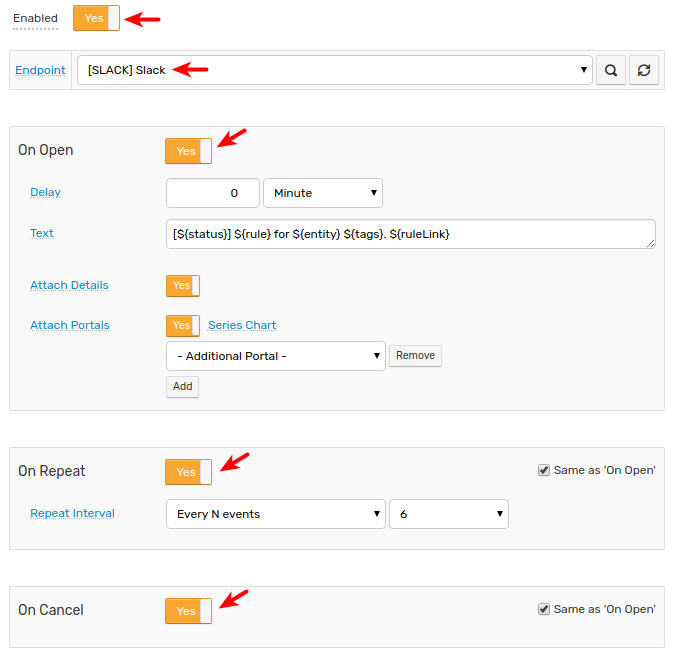 Enabled Yes
Endpoint [SLACK] Slack
On Open Yes
Delay 0 Minute
Text [${status}] ${rule} for ${entity} ${tags}. ${ruleLink}
Attach Details Yes
Attach Portals Yes Series Chart
- Additional Portal - Remove
Add
On Repeat Yes Same as 'On Open'
Repeat Interval Every N events 6
On Cancel Yes Same as 'On Open'